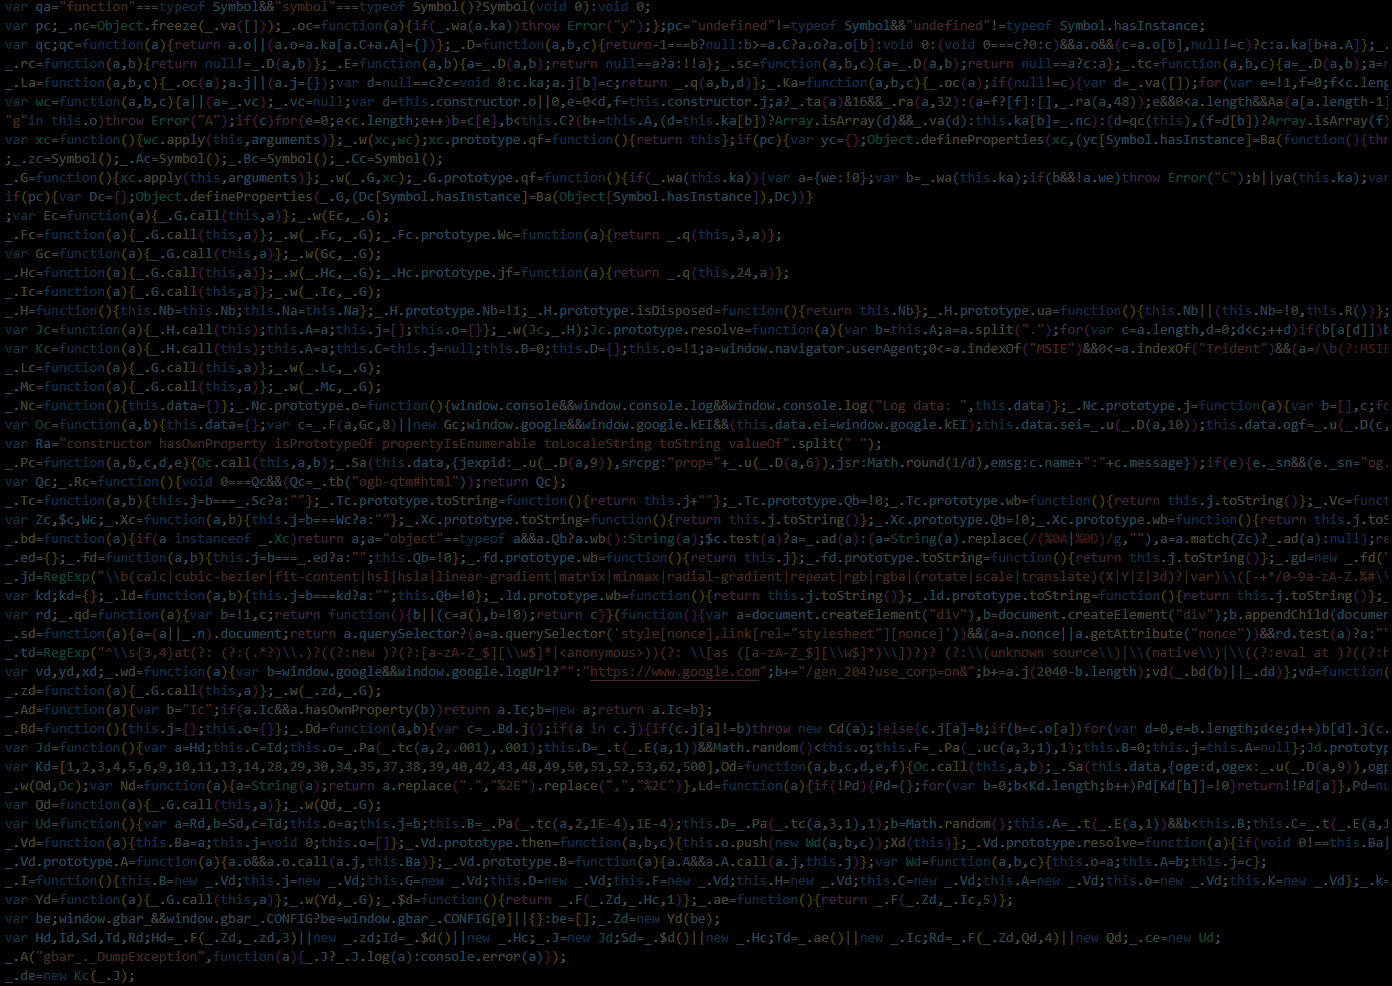 var qa="function"===typeof Symbol&&"symbol"===typeof Symbol()?Symbol(void 0):void 0;
var pc;_.nc=Object.freeze(_.va([]));_.oc=function(a){if(_.wa(a.ka))throw Error("y");};pc="undefined"!=typeof Symbol&&"undefined"!=typeof Symbol.hasInstance;
var qc;qc=function(a){return a.o||(a.o=a.ka[a.C+a.A]={})};_.D=function(a,b,c){return-1===b?null:b>=a.C?a.o?a.o[b]:void 0:(void 0===c?0:c)&&a.o&&(c=a.o[b],null!=c)?c:a.ka[b+a.A]};_.
_.rc=function(a,b){return null!=_.D(a,b)};_.E=function(a,b){a=_.D(a,b);return null==a?a:!!a};_.sc=function(a,b,c){a=_.D(a,b);return null==a?c:a};_.tc=function(a,b,c){a=_.D(a,b);a=n
_.La=function(a,b,c){_.oc(a);a.j||(a.j={});var d=null==c?c=void 0:c.ka;a.j[b]=c;return _.q(a,b,d)};_.Ka=function(a,b,c){_.oc(a);if(null!=c){var d=_.va([]);for(var e=!1,f=0;f<c.
var wc=function(a,b,c){a||(a=_.vc);_.vc=null;var d=this.constructor.o||0,e=0<d,f=this.constructor.j;a?_.ta(a)&16&&_.ra(a,32):(a=f?[f]:[],_.ra(a,48));e&&0<a.length&&Aa(a[a.length-1]
"g"in this.o)throw Error("A");if(c)for(e=0;e<c.length;e++)b=c[e],b<this.C?(b+=this.A,(d=this.ka[b])?Array.isArray(d)&&_.va(d):this.ka[b]=_.nc):(d=qc(this),(f=d[b])?Array.isArray(f)
var xc=function(){wc.apply(this,arguments)};_.w(xc,wc);xc.prototype.qf=function(){return this};if(pc){var yc={};Object.defineProperties(xc,(yc[Symbol.hasInstance]=Ba(function(){thr
;_.zc=Symbol();_.Ac=Symbol();_.Bc=Symbol();_.Cc=Symbol();
_.G=function(){xc.apply(this,arguments)};_.w(_.G,xc);_.G.prototype.qf=function(){if(_.wa(this.ka)){var a={we:!0};var b=_.wa(this.ka);if(b&&!a.we)throw Error("C");b||ya(this.ka);var
if(pc){var Dc={};Object.defineProperties(_.G,(Dc[Symbol.hasInstance]=Ba(Object[Symbol.hasInstance]),Dc))}
;var Ec=function(a){_.G.call(this,a)};_.w(Ec,_.G);
_.Fc=function(a){_.G.call(this,a)};_.w(_.Fc,_.G);_.Fc.prototype.Wc=function(a){return _.q(this,3,a)};
var Gc=function(a){_.G.call(this,a)};_.w(Gc,_.G);
_.Hc=function(a){_.G.call(this,a)};_.w(_.Hc,_.G);_.Hc.prototype.jf=function(a){return _.q(this,24,a)};
_.Ic=function(a){_.G.call(this,a)};_.w(_.Ic,_.G);
_.H=function(){this.Nb=this.Nb;this.Na=this.Na};_.H.prototype.Nb=!1;_.H.prototype.isDisposed=function(){return this.Nb};_.H.prototype.ua=function(){this.Nb||(this.Nb=!0,this.R())};
var Jc=function(a){_.H.call(this);this.A=a;this.j=[];this.o={}};_.w(Jc,_.H);Jc.prototype.resolve=function(a){var b=this.A;a=a.split(".");for(var c=a.length,d=0;d<c;++d)if(b[a[d]])b
var Kc=function(a){_.H.call(this);this.A=a;this.C=this.j=null;this.B=0;this.D={};this.o=!1;a=window.navigator.userAgent;0<=a.indexOf("MSIE")&&0<=a.indexOf("Trident")&&(a=/\b(?:MSIE
_.Lc=function(a){_.G.call(this,a)};_.w(_.Lc,_.G);
_.Mc=function(a){_.G.call(this,a)};_.w(_.Mc,_.G);
_.Nc=function(){this.data={}};_.Nc.prototype.o=function(){window.console&&window.console.log&&window.console.log("Log data: ",this.data)};_.Nc.prototype.j=function(a){var b=[],c;fo
var Oc=function(a,b){this.data={};var c=_.F(a,Gc,8)||new Gc;window.google&&window.google.kEI&&(this.data.ei=window.google.kEI);this.data.sei=_.u(_.D(a,10));this.data.ogf=_.u(_.D(c,
var Ra="constructor hasOwnProperty isPrototypeOf propertyIsEnumerable toLocaleString toString valueOf".split(" ");
_.Pc=function(a,b,c,d,e){Oc.call(this,a,b);_.Sa(this.data,{jexpid:_.u(_.D(a,9)),srcpg:"prop="+_.u(_.D(a,6)),jsr:Math.round(1/d),emsg:c.name+":"+c.message});if(e){e._sn&&(e._sn="og.
var Qc;_.Rc=function(){void 0===Qc&&(Qc=_.tb("ogb-qtm#html"));return Qc};
_.Tc=function(a,b){this.j=b===_.Sc?a:""};_.Tc.prototype.toString=function(){return this.j+""};_.Tc.prototype.Qb=!0;_.Tc.prototype.wb=function(){return this.j.toString()};_.Vc=funct
var Zc,$c,Wc;_.Xc=function(a,b){this.j=b===Wc?a:""};_.Xc.prototype.toString=function(){return this.j.toString()};_.Xc.prototype.Qb=!0;_.Xc.prototype.wb=function(){return this.j.toSt
_.bd=function(a){if(a instanceof _.Xc)return a;a="object"==typeof a&&a.Qb?a.wb():String(a);$c.test(a)?a=_.ad(a):(a=String(a).replace(/(%0A|%0D)/g,""),a=a.match(Zc)?_.ad(a):null);re
_.ed={};_.fd=function(a,b){this.j=b===_.ed?a:"";this.Qb=!0};_.fd.prototype.wb=function(){return this.j};_.fd.prototype.toString=function(){return this.j.toString()};_.gd=new _.fd("
_.jd=RegExp("\\b(calc|cubic-bezier|fit-content|hsl|hsla|linear-gradient|matrix|minmax|radial-gradient|repeat|rgb|rgba|(rotate|scale|translate)(X|Y|Z|3d)?|var)\\([-+*/0-9a-zA-Z.%#\\
var kd;kd={};_.ld=function(a,b){this.j=b===kd?a:"";this.Qb=!0};_.ld.prototype.wb=function(){return this.j.toString()};_.ld.prototype.toString=function(){return this.j.toString()};_
var rd;_.qd=function(a){var b=!1,c;return function(){b||(c=a(),b=!0);return c}}(function(){var a=document.createElement("div"),b=document.createElement("div");b.appendChild(documen
_.sd=function(a){a=(a||_.n).document;return a.querySelector?(a=a.querySelector('style[nonce],link[rel="stylesheet"][nonce]'))&&(a=a.nonce||a.getAttribute("nonce"))&&rd.test(a)?a:""
_.td=RegExp("^\\s{3,4}at(?: (?:(.*?)\\.)?((?:new )?(?:[a-zA-Z_$][\\w$]*|<anonymous>))(?: \\[as ([a-zA-Z_$][\\w$]*)\\])?)? (?:\\(unknown source\\)|\\(native\\)|\\((?:eval at )?((?:h
var vd,yd,xd;_.wd=function(a){var b=window.google&&window.google.logUrl?"":"https://www.google.com";b+="/gen_204?use_corp=on&";b+=a.j(2040-b.length);vd(_.bd(b)||_.dd)};vd=function(
_.zd=function(a){_.G.call(this,a)};_.w(_.zd,_.G);
_.Ad=function(a){var b="Ic";if(a.Ic&&a.hasOwnProperty(b))return a.Ic;b=new a;return a.Ic=b};
_.Bd=function(){this.j={};this.o={}};_.Dd=function(a,b){var c=_.Bd.j();if(a in c.j){if(c.j[a]!=b)throw new Cd(a);}else{c.j[a]=b;if(b=c.o[a])for(var d=0,e=b.length;d<e;d++)b[d].j(c.
var Jd=function(){var a=Hd;this.C=Id;this.o=_.Pa(_.tc(a,2,.001),.001);this.D=_.t(_.E(a,1))&&Math.random()<this.o;this.F=_.Pa(_.uc(a,3,1),1);this.B=0;this.j=this.A=null};Jd.prototyp
var Kd=[1,2,3,4,5,6,9,10,11,13,14,28,29,30,34,35,37,38,39,40,42,43,48,49,50,51,52,53,62,500],Od=function(a,b,c,d,e,f){Oc.call(this,a,b);_.Sa(this.data,{oge:d,ogex:_.u(_.D(a,9)),ogp
_.w(Od,Oc);var Nd=function(a){a=String(a);return a.replace(".","%2E").replace(",","%2C")},Ld=function(a){if(!Pd){Pd={};for(var b=0;b<Kd.length;b++)Pd[Kd[b]]=!0}return!!Pd[a]},Pd=nu
var Qd=function(a){_.G.call(this,a)};_.w(Qd,_.G);
var Ud=function(){var a=Rd,b=Sd,c=Td;this.o=a;this.j=b;this.B=_.Pa(_.tc(a,2,1E-4),1E-4);this.D=_.Pa(_.tc(a,3,1),1);b=Math.random();this.A=_.t(_.E(a,1))&&b<this.B;this.C=_.t(_.E(a,1
_.Vd=function(a){this.Ba=a;this.j=void 0;this.o=[]};_.Vd.prototype.then=function(a,b,c){this.o.push(new Wd(a,b,c));Xd(this)};_.Vd.prototype.resolve=function(a){if(void 0!==this.Ba|
_.Vd.prototype.A=function(a){a.o&&a.o.call(a.j,this.Ba)};_.Vd.prototype.B=function(a){a.A&&a.A.call(a.j,this.j)};var Wd=function(a,b,c){this.o=a;this.A=b;this.j=c};
_.I=function(){this.B=new _.Vd;this.j=new _.Vd;this.G=new _.Vd;this.D=new _.Vd;this.F=new _.Vd;this.H=new _.Vd;this.C=new _.Vd;this.A=new _.Vd;this.o=new _.Vd;this.K=new _.Vd};_.k=
var Yd=function(a){_.G.call(this,a)};_.w(Yd,_.G);_.$d=function(){return _.F(_.Zd,_.Hc,1)};_.ae=function(){return _.F(_.Zd,_.Ic,5)};
var be;window.gbar_&&window.gbar_.CONFIG?be=window.gbar_.CONFIG[0]||{}:be=[];_.Zd=new Yd(be);
var Hd,Id,Sd,Td,Rd;Hd=_.F(_.Zd,_.zd,3)||new _.zd;Id=_.$d()||new _.Hc;_.J=new Jd;Sd=_.$d()||new _.Hc;Td=_.ae()||new _.Ic;Rd=_.F(_.Zd,Qd,4)||new Qd;_.ce=new Ud;
_.A("gbar_._DumpException",function(a){_.J?_.J.log(a):console.error(a)});
_.de=new Kc(_.J);